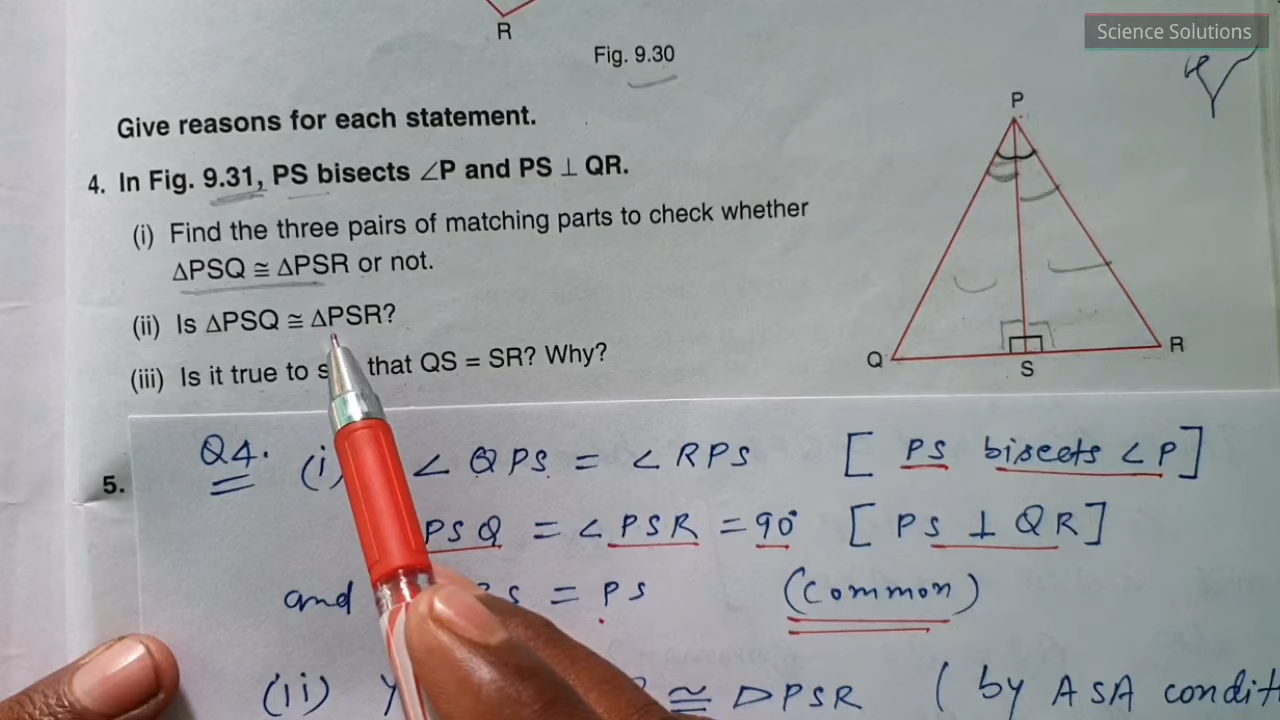 Science Solutions
R
Fig. 9.30
P
Give reasons for each statement.
4. In Fig. 9.31, PS bisects ∠P and PS ⊥ QR.
(i) Find the three pairs of matching parts to check whether
ΔPSQ ≅ ΔPSR or not.
(ii) Is ΔPSQ ≅ ΔPSR?
(iii) Is it true to that QS = SR? Why?
Q
S
R
5.
Q4. (i ∠QPS = ∠RPS [PS bisects ∠P]
PSQ = ∠PSR = 90° [PS ⊥ QR]
and = PS (Common)
(ii) ≅ ΔPSR (by ASA